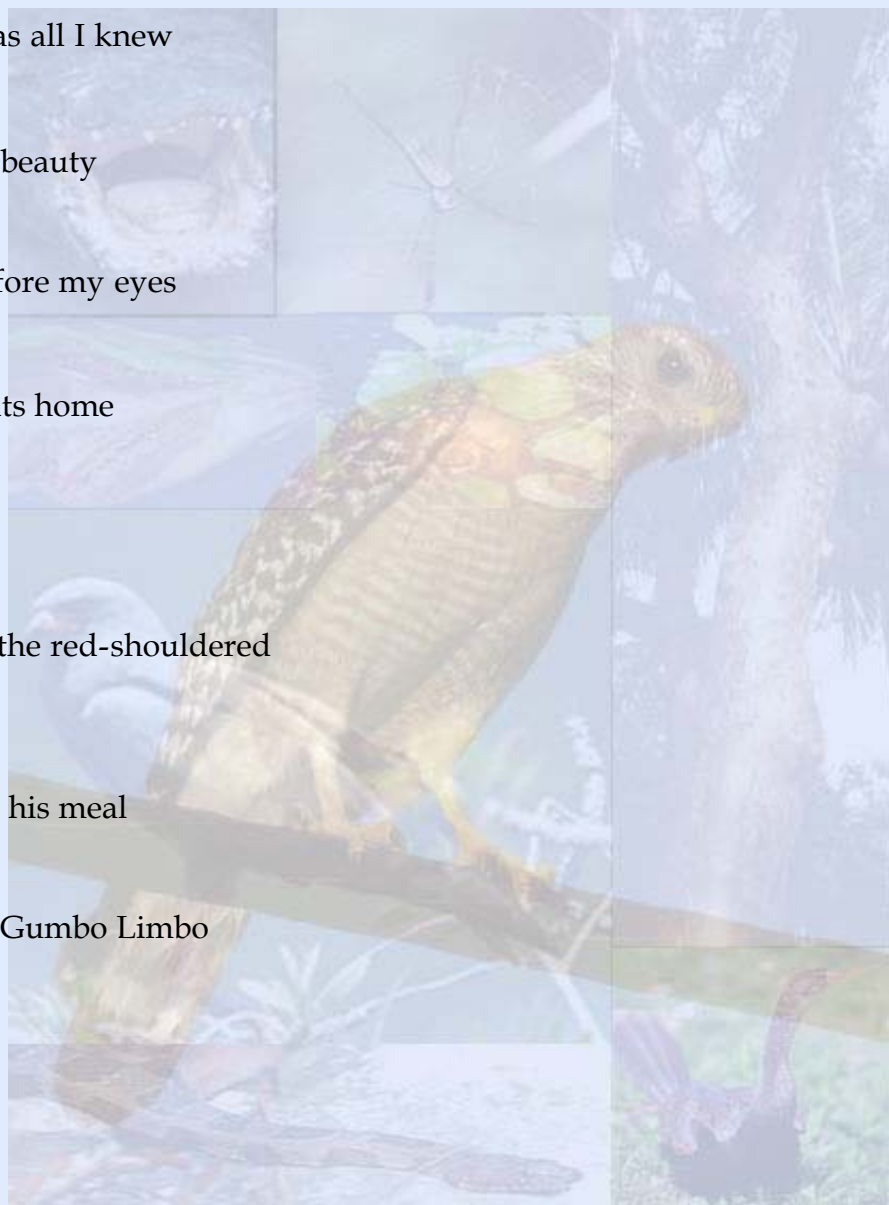 as all I knew
beauty
fore my eyes
ts home
the red-shouldered
his meal
Gumbo Limbo